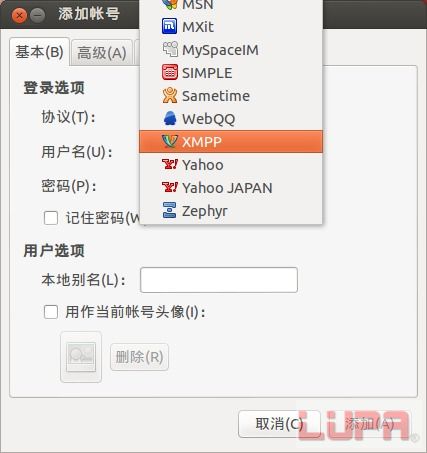 添加帐号
基本(B) 高级(A)
登录选项
协议(T):
用户名(U):
密码(P):
记住密码(W
MSN
MXit
MySpaceIM
SIMPLE
Sametime
WebQQ
XMPP
Yahoo
Yahoo JAPAN
Zephyr
用户选项
本地别名(L):
用作当前帐号头像(I):
删除(R)
取消(C) 添加(A)
LUPA®